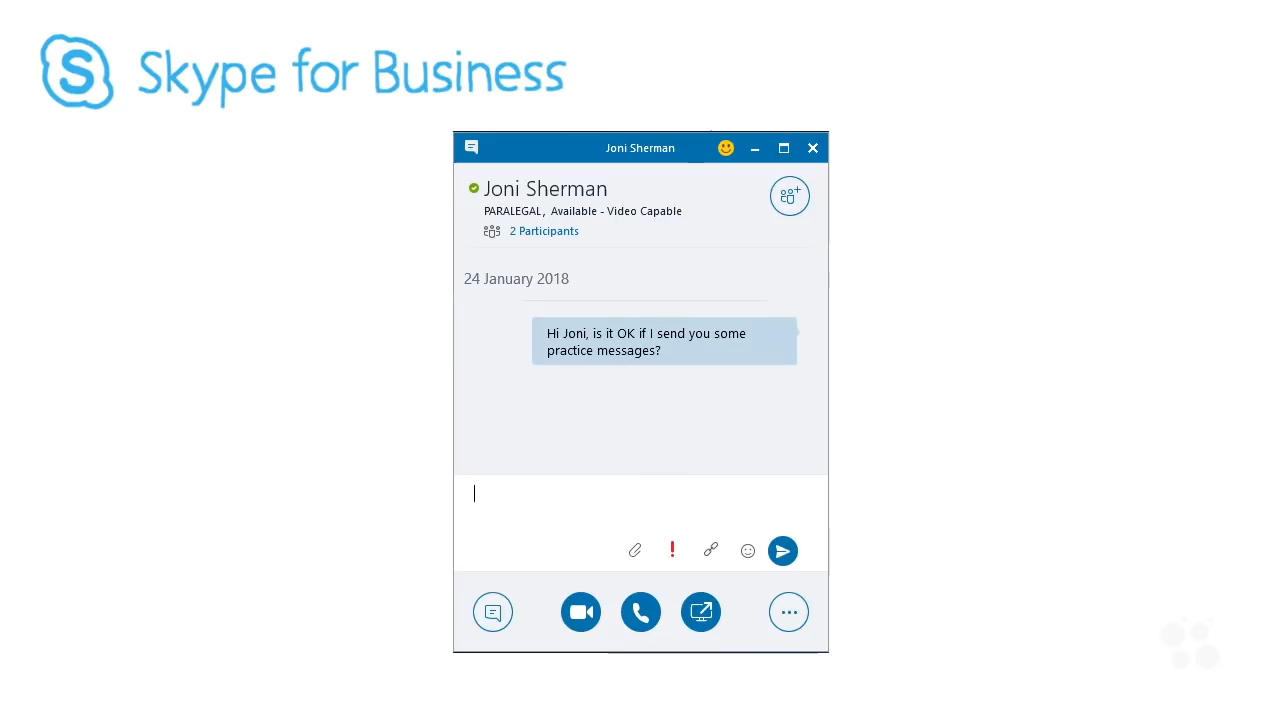 Skype for Business
Joni Sherman
Joni Sherman
PARALEGAL, Available - Video Capable
2 Participants
24 January 2018
Hi Joni, is it OK if I send you some
practice messages?